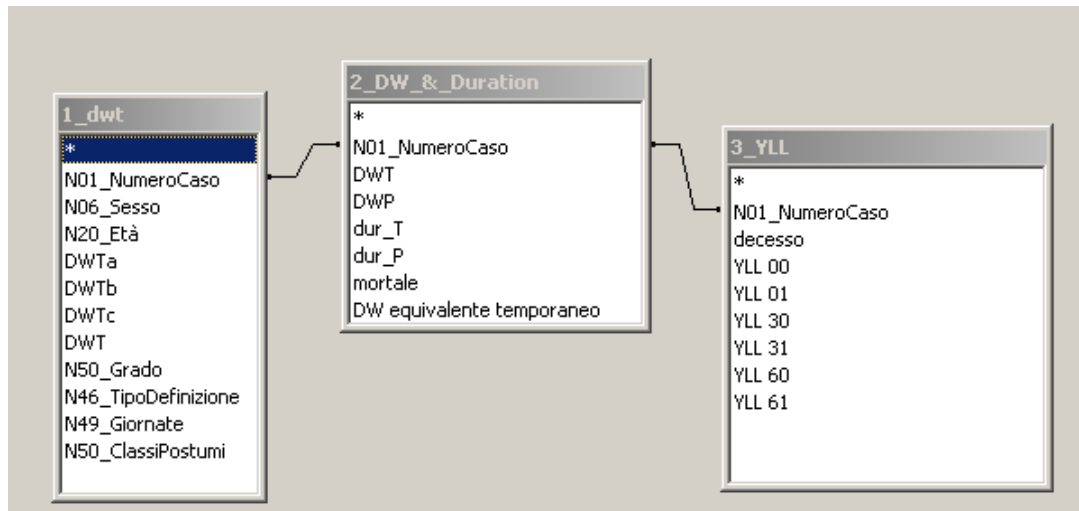 1_dwt
*
N01_NumeroCaso
N06_Sesso
N20_Età
DWTa
DWTb
DWTc
DWT
N50_Grado
N46_TipoDefinizione
N49_Giornate
N50_ClassiPostumi
2_DW_&_Duration
*
N01_NumeroCaso
DWT
DWP
dur_T
dur_P
mortale
DW equivalente temporaneo
3_YLL
*
N01_NumeroCaso
decesso
YLL 00
YLL 01
YLL 30
YLL 31
YLL 60
YLL 61